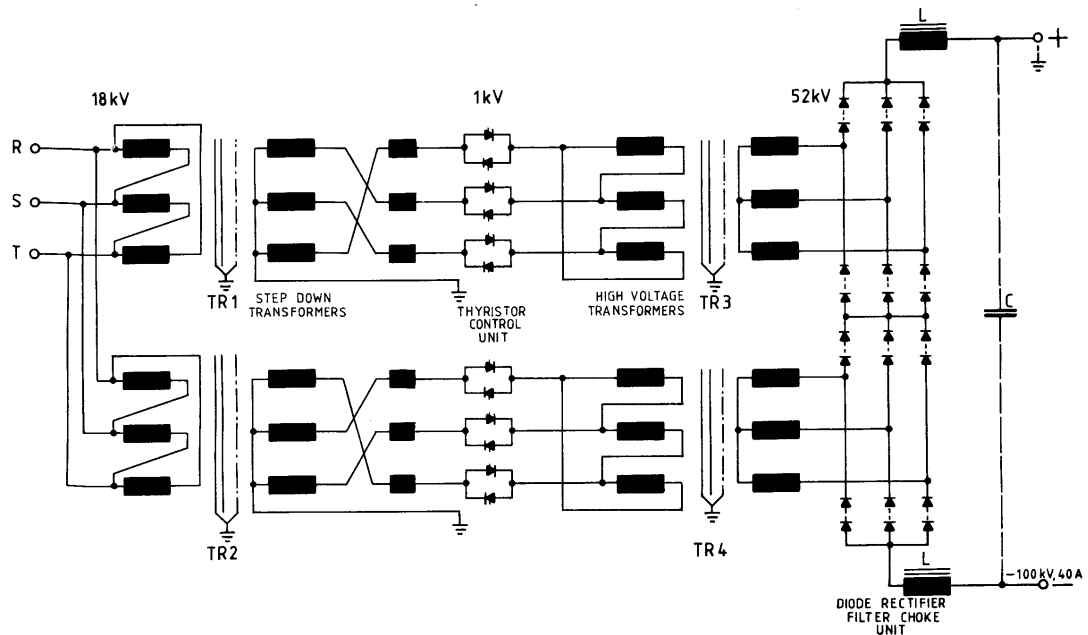 L
+
18kV
1kV
52kV
R
S
T
TR1
STEP DOWN
TRANSFORMERS
THYRISTOR
CONTROL
UNIT
HIGH VOLTAGE
TRANSFORMERS
TR3
C
TR2
TR4
L
-100kV,40A
DIODE RECTIFIER
FILTER CHOKE
UNIT